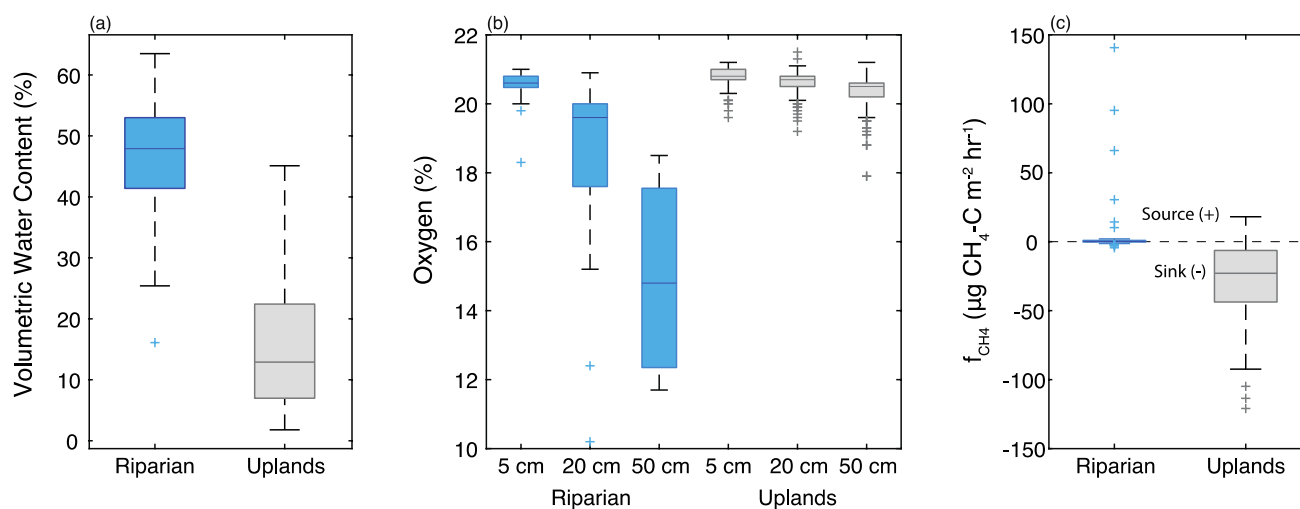 (a)
Volumetric Water Content (%)
60
50
40
30
20
10
0
Riparian Uplands
(b)
Oxygen (%)
22
20
18
16
14
12
10
5 cm 20 cm 50 cm 5 cm 20 cm 50 cm
Riparian Uplands
(c)
f_CH4 (µg CH4-C m-2 hr-1)
150
100
50
0
-50
-100
-150
Source (+)
Sink (-)
Riparian Uplands